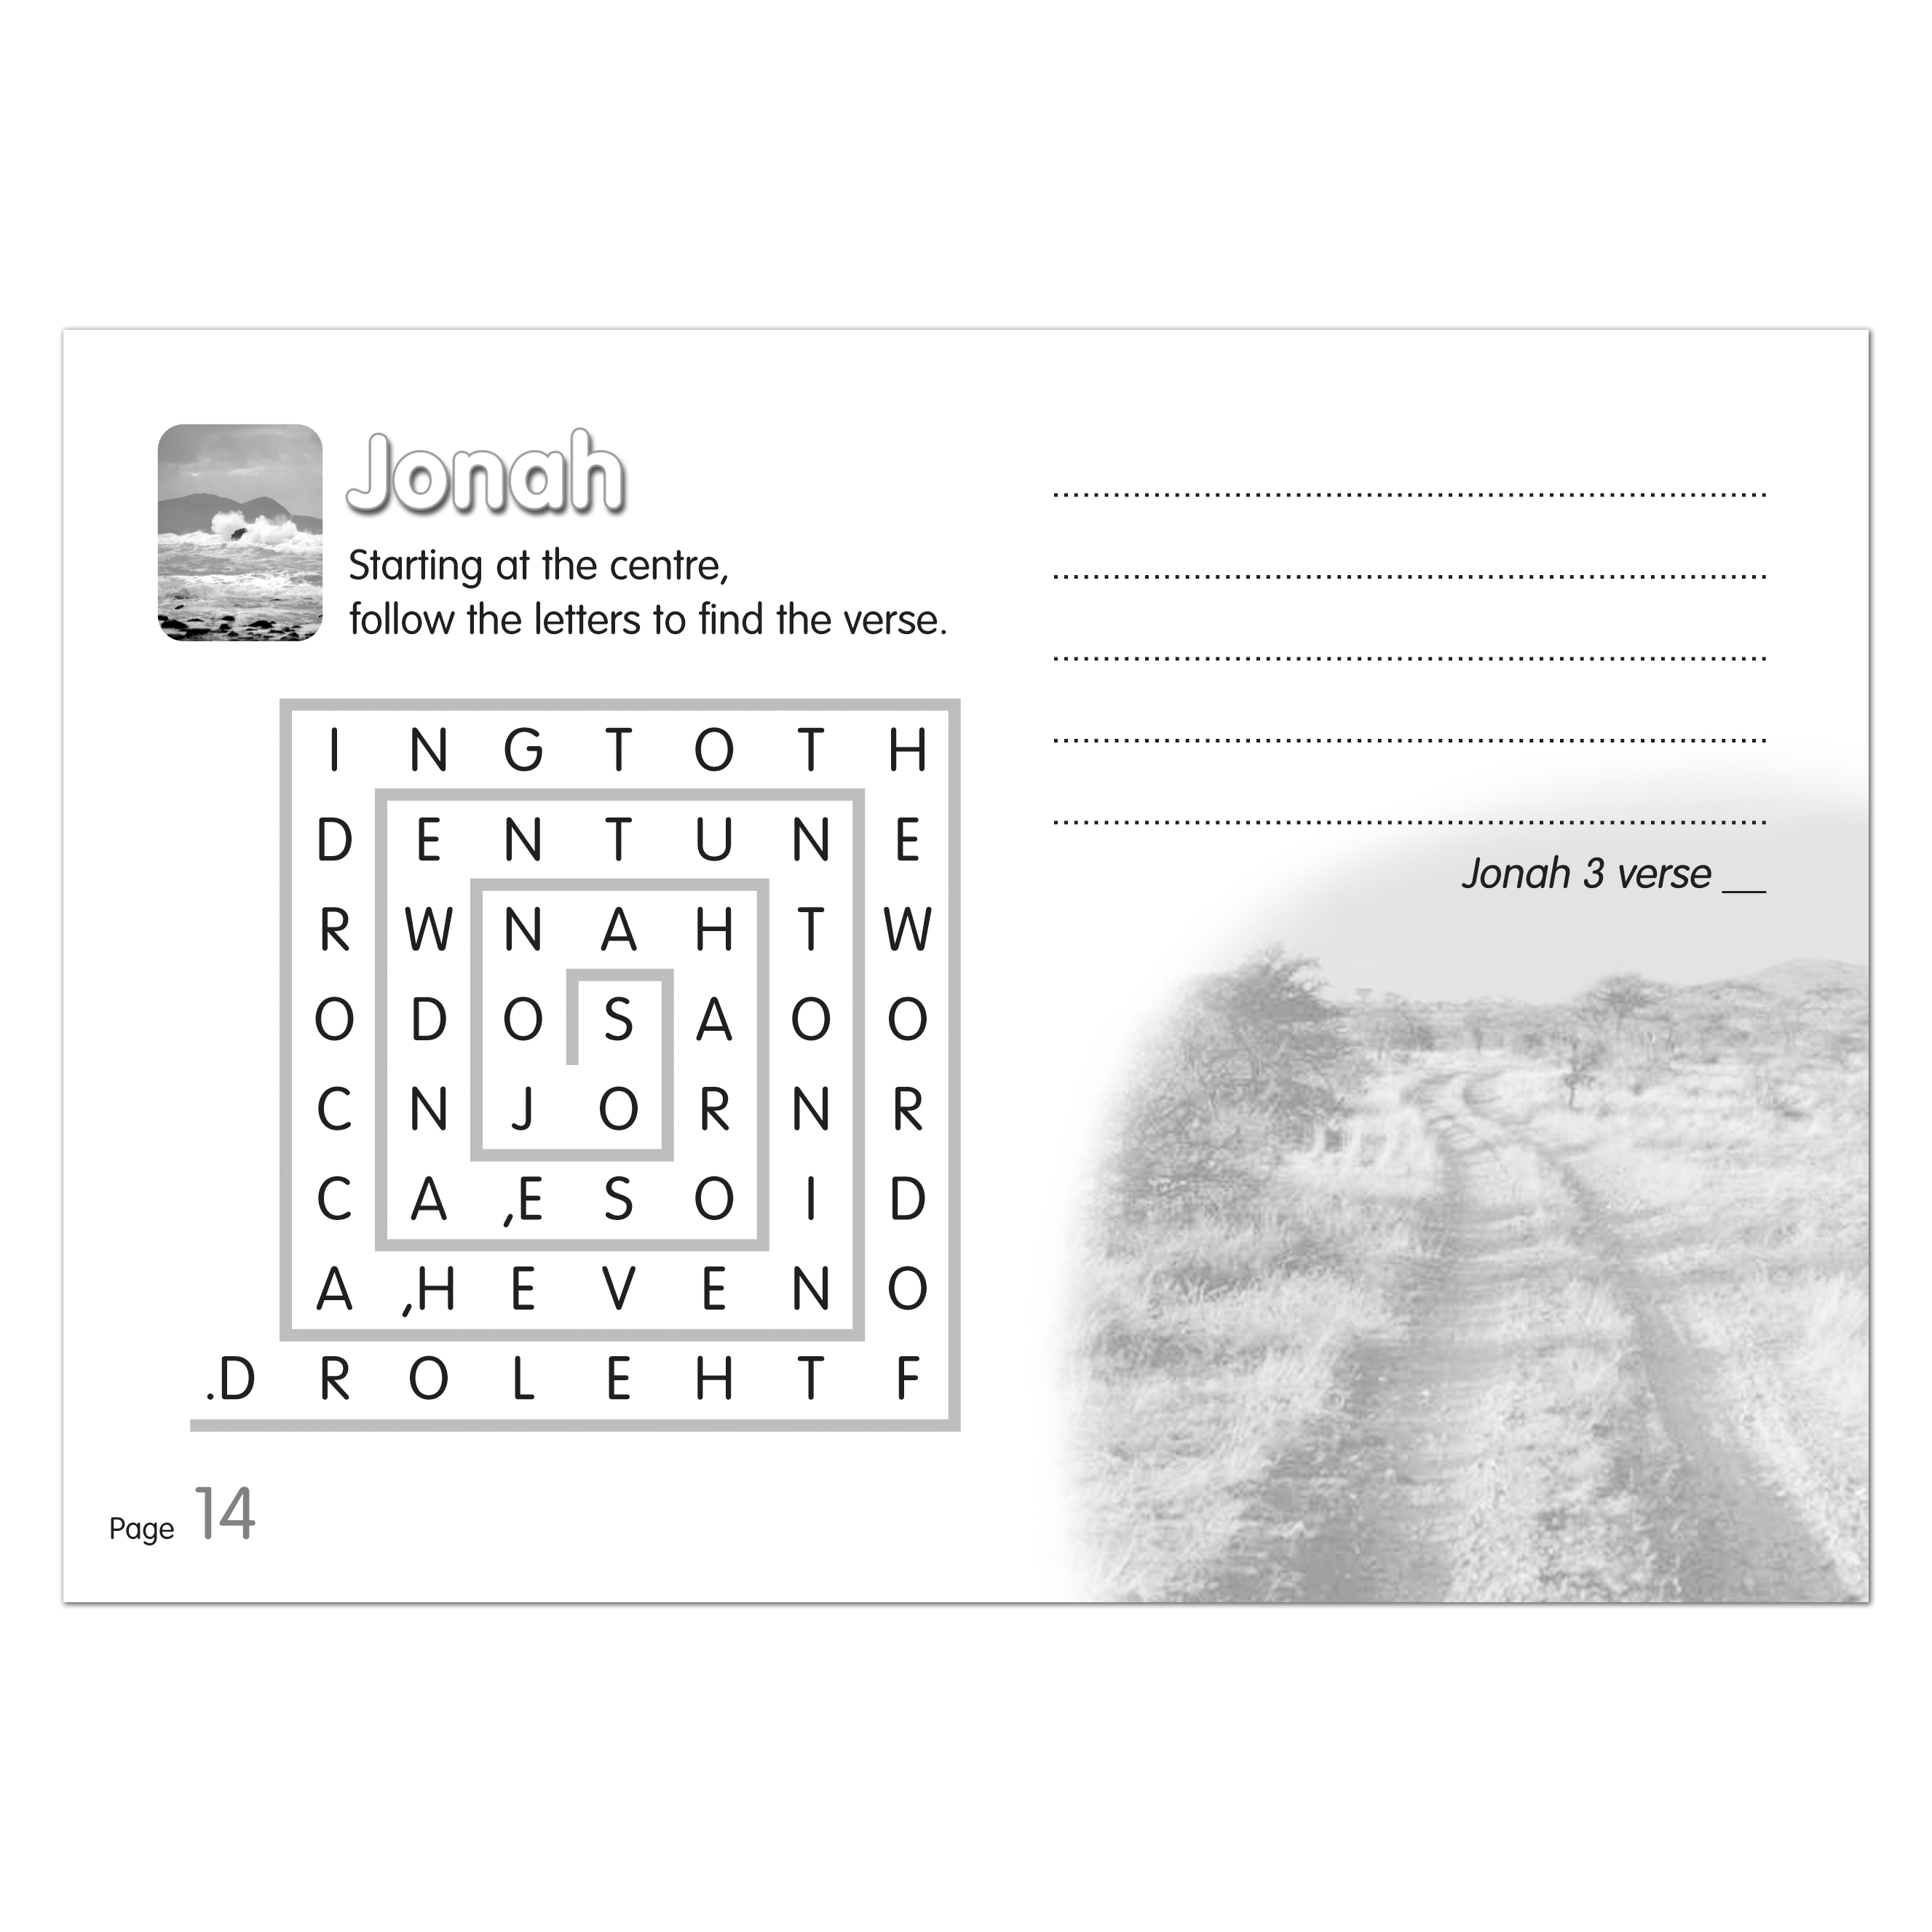 Jonah
Starting at the centre,
follow the letters to find the verse.
I N G T O T H
D E N T U N E
R W N A H T W
O D O S A O O
C N J O R N R
C A ,E S O I D
A ,H E V E N O
.D R O L E H T F
Jonah 3 verse __
Page 14